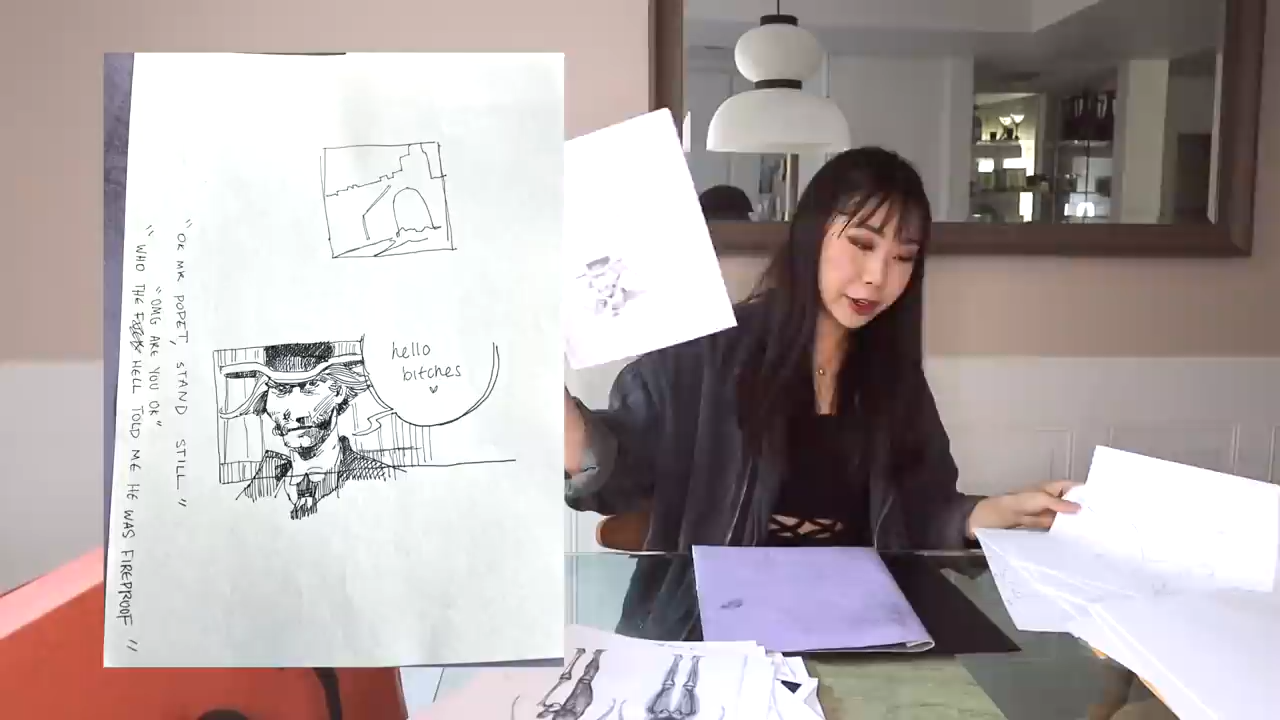 hello
bitches
"OK MR POPET, STAND STILL"
"OMG ARE YOU OK"
"WHO THE HELL TOLD ME HE WAS FIREPROOF"